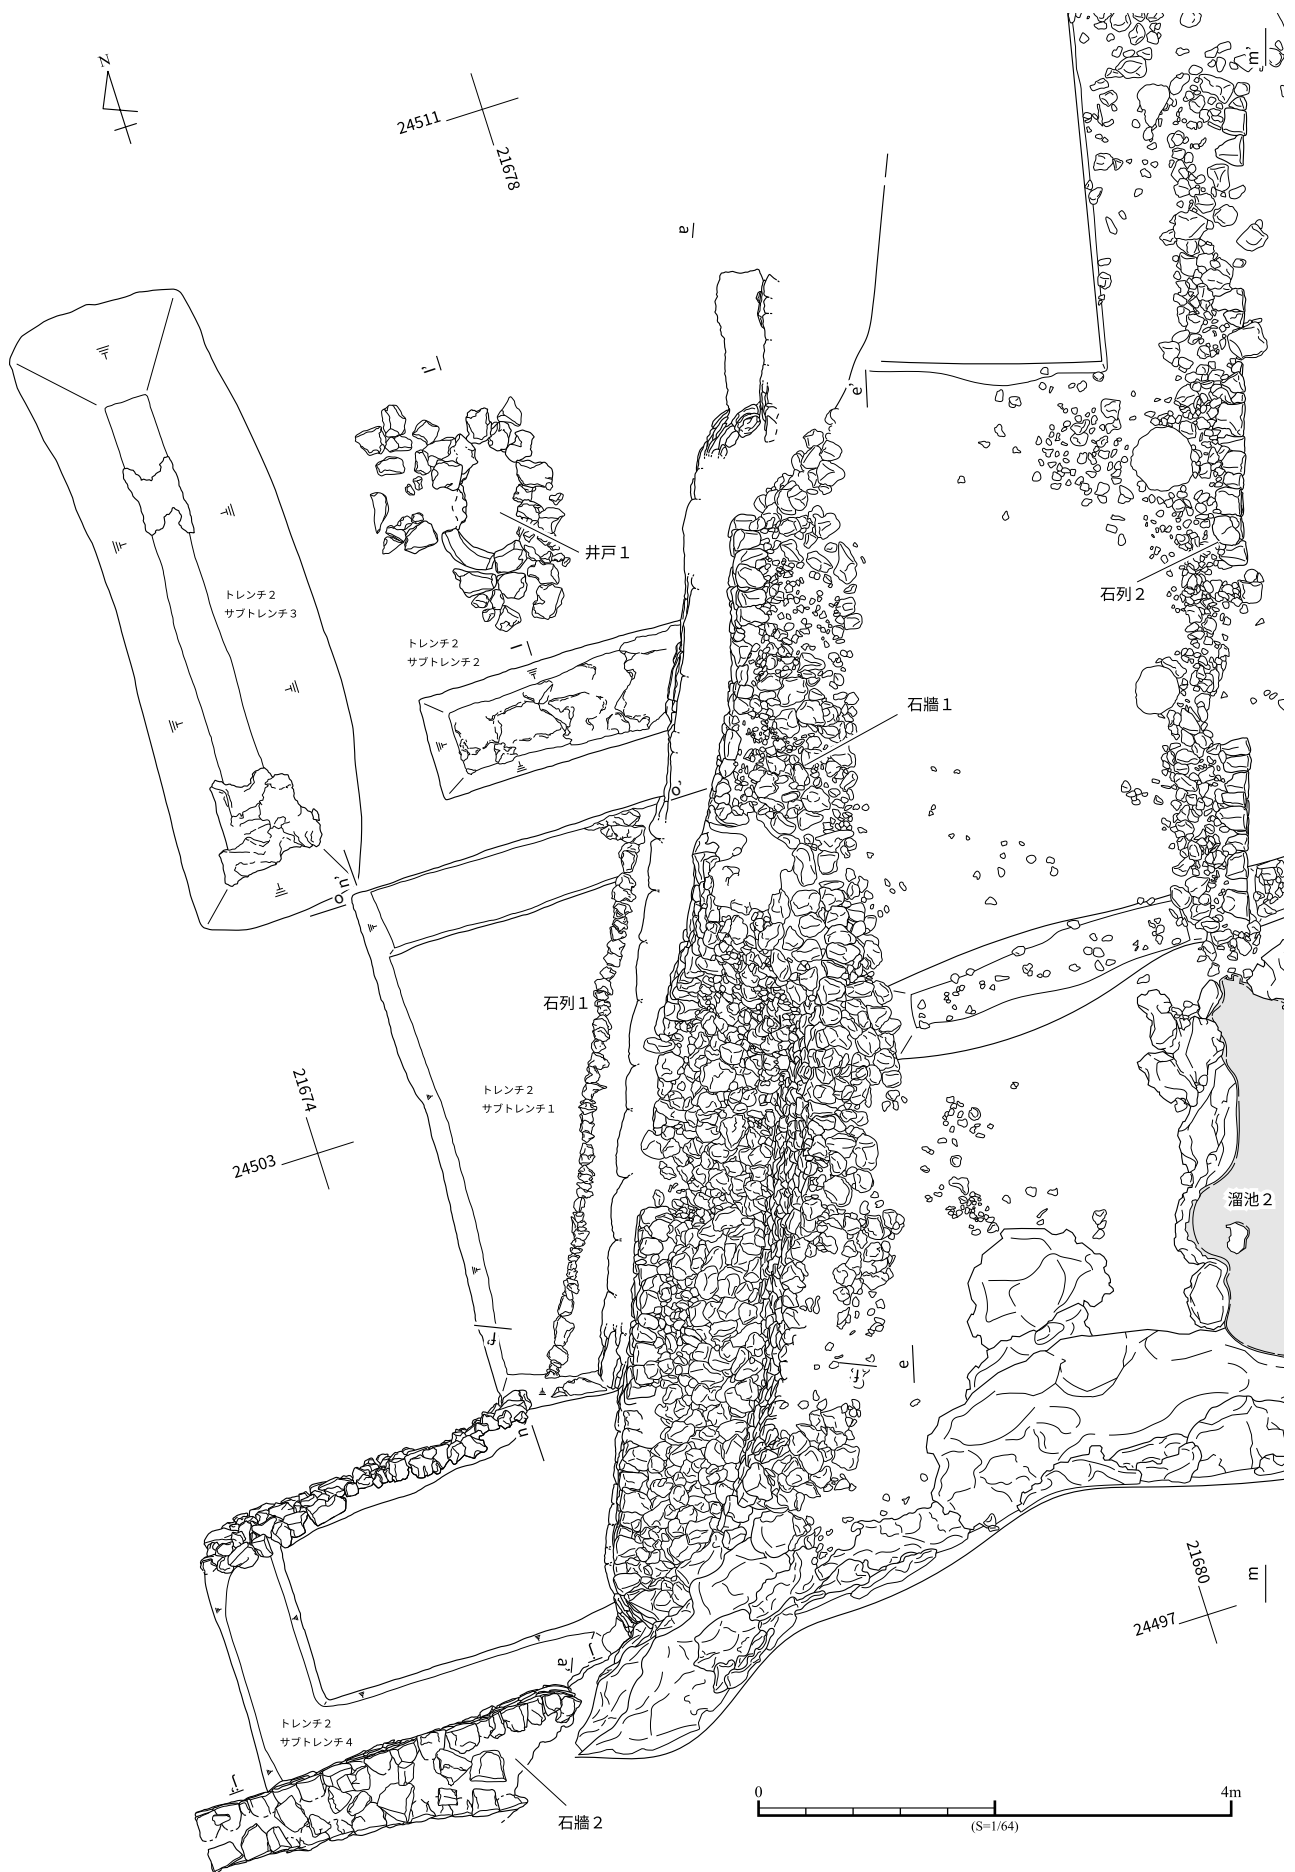 N
24511
21678
m'
a
e'
l'
井戸１
石列２
トレンチ２
サブトレンチ３
トレンチ２
サブトレンチ２
l
石牆１
o'
n'
o
石列１
トレンチ２
サブトレンチ１
21674
24503
溜池２
f
f'
e
n
21680
24497
m
j
a'
トレンチ２
サブトレンチ４
j'
石牆２
0
4m
(S=1/64)